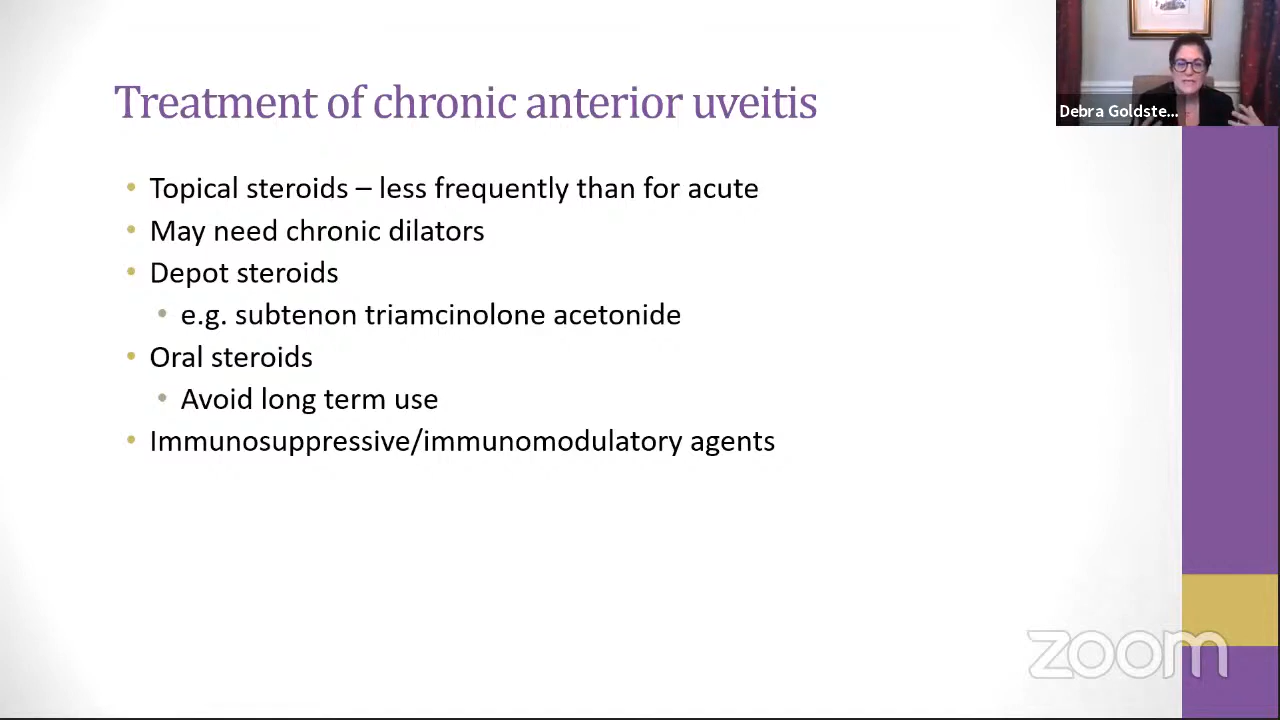 Treatment of chronic anterior uveitis
Debra Goldste...
• Topical steroids – less frequently than for acute
• May need chronic dilators
• Depot steroids
• e.g. subtenon triamcinolone acetonide
• Oral steroids
• Avoid long term use
• Immunosuppressive/immunomodulatory agents
zoom